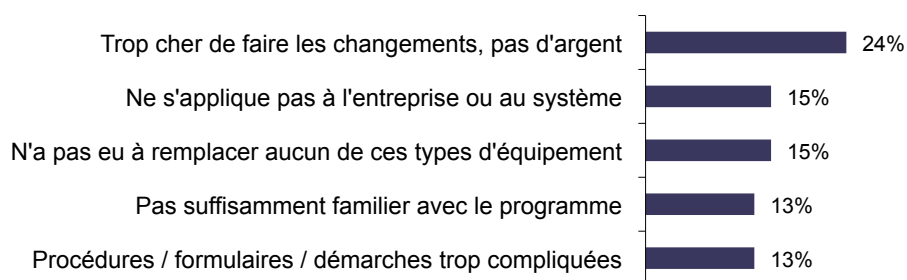 Trop cher de faire les changements, pas d'argent 24%
Ne s'applique pas à l'entreprise ou au système 15%
N'a pas eu à remplacer aucun de ces types d'équipement 15%
Pas suffisamment familier avec le programme 13%
Procédures / formulaires / démarches trop compliquées 13%